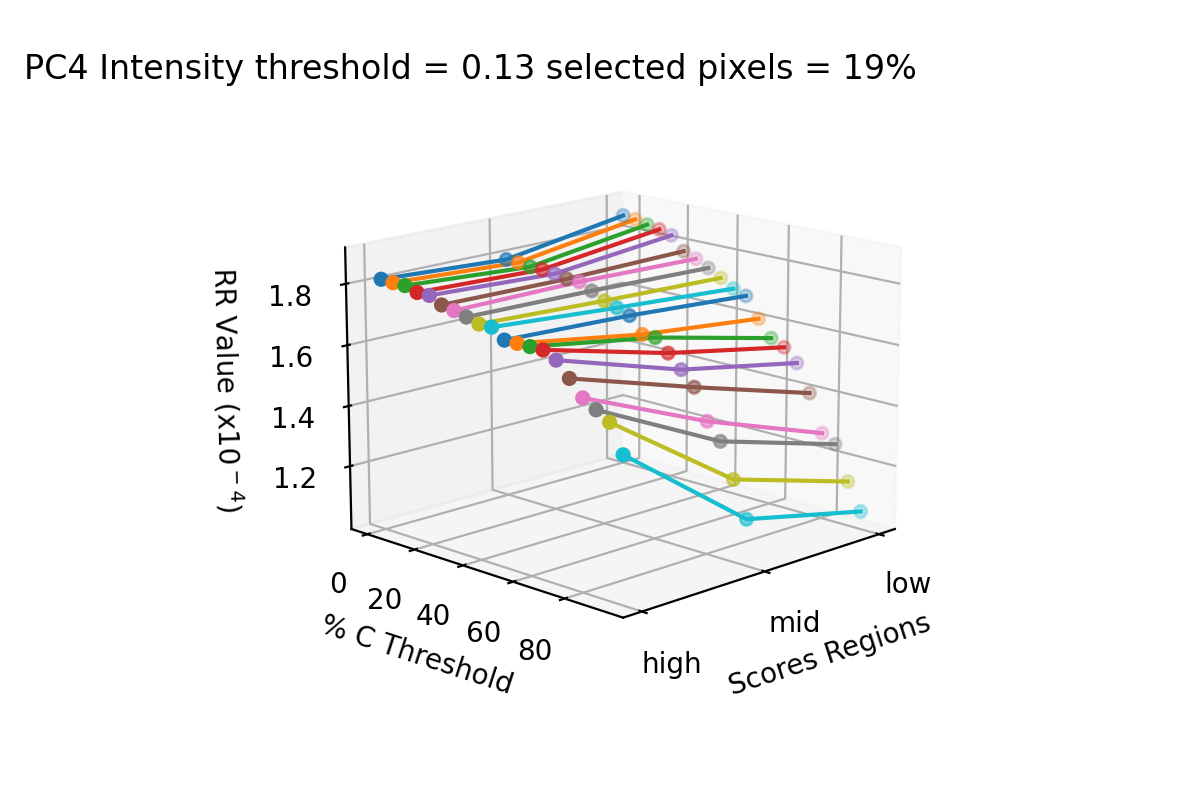 PC4 Intensity threshold = 0.13 selected pixels = 19%
RR Value (x10⁻⁴)
1.8
1.6
1.4
1.2
0
20
40
60
80
% C Threshold
high
mid
low
Scores Regions